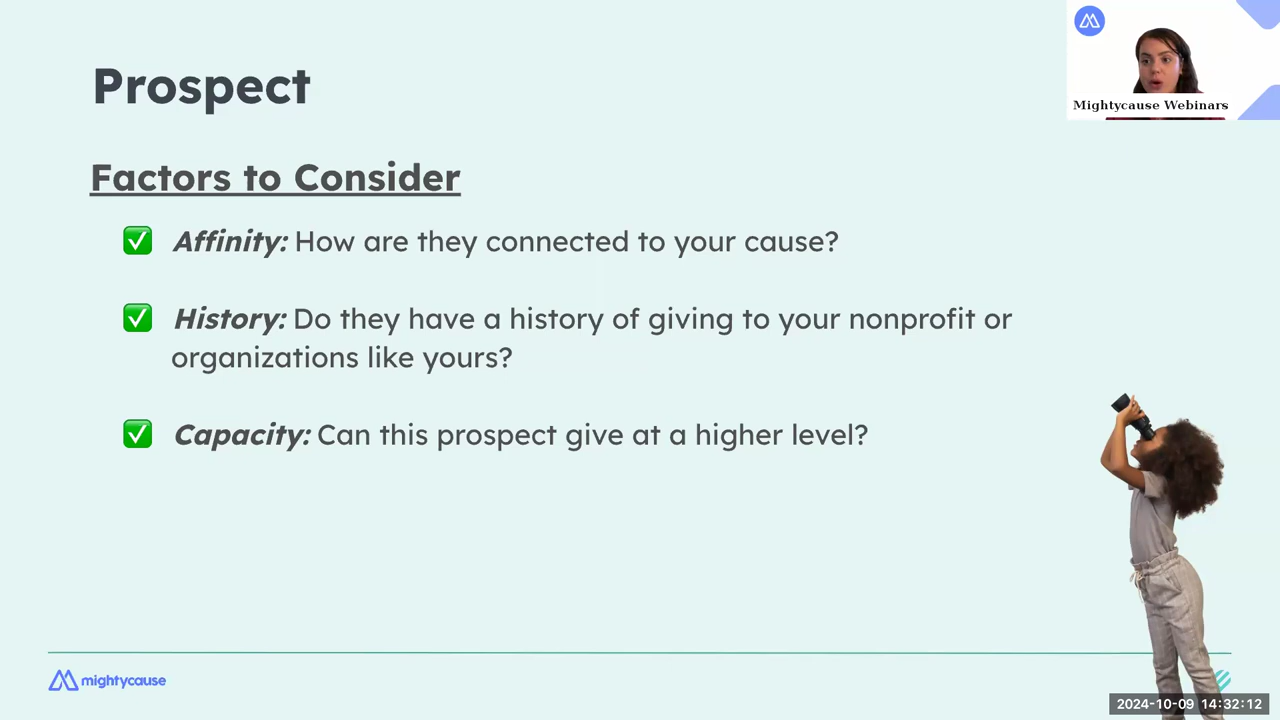 Prospect
Mightycause Webinars
Factors to Consider
Affinity: How are they connected to your cause?
History: Do they have a history of giving to your nonprofit or
organizations like yours?
Capacity: Can this prospect give at a higher level?
mightycause
2024-10-09 14:32:12